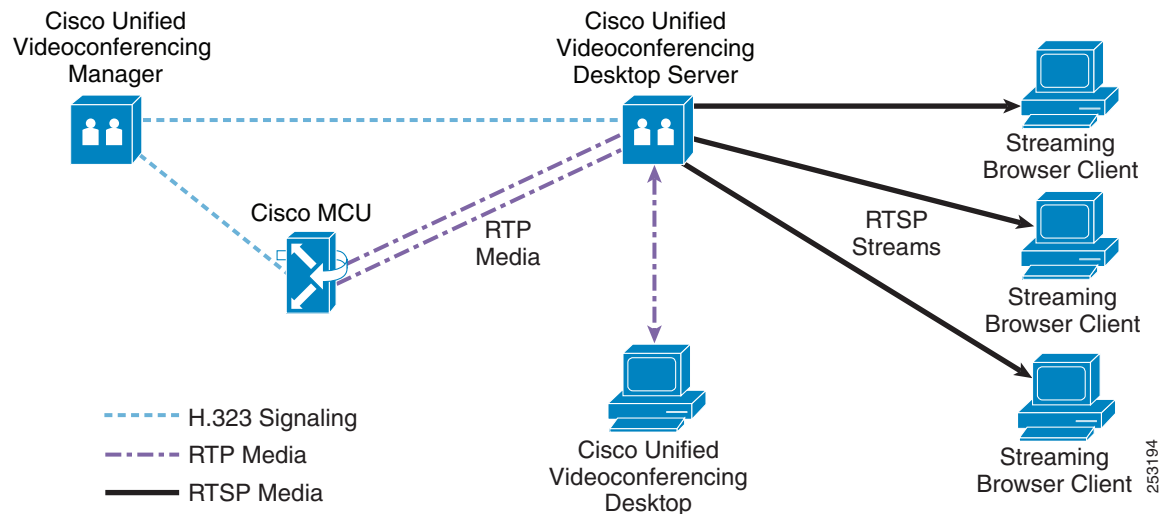 Cisco Unified
Videoconferencing
Manager
Cisco Unified
Videoconferencing
Desktop Server
Streaming
Browser Client
Cisco MCU
RTP
Media
RTSP
Streams
Streaming
Browser Client
H.323 Signaling
RTP Media
RTSP Media
Cisco Unified
Videoconferencing
Desktop
Streaming
Browser Client
253194